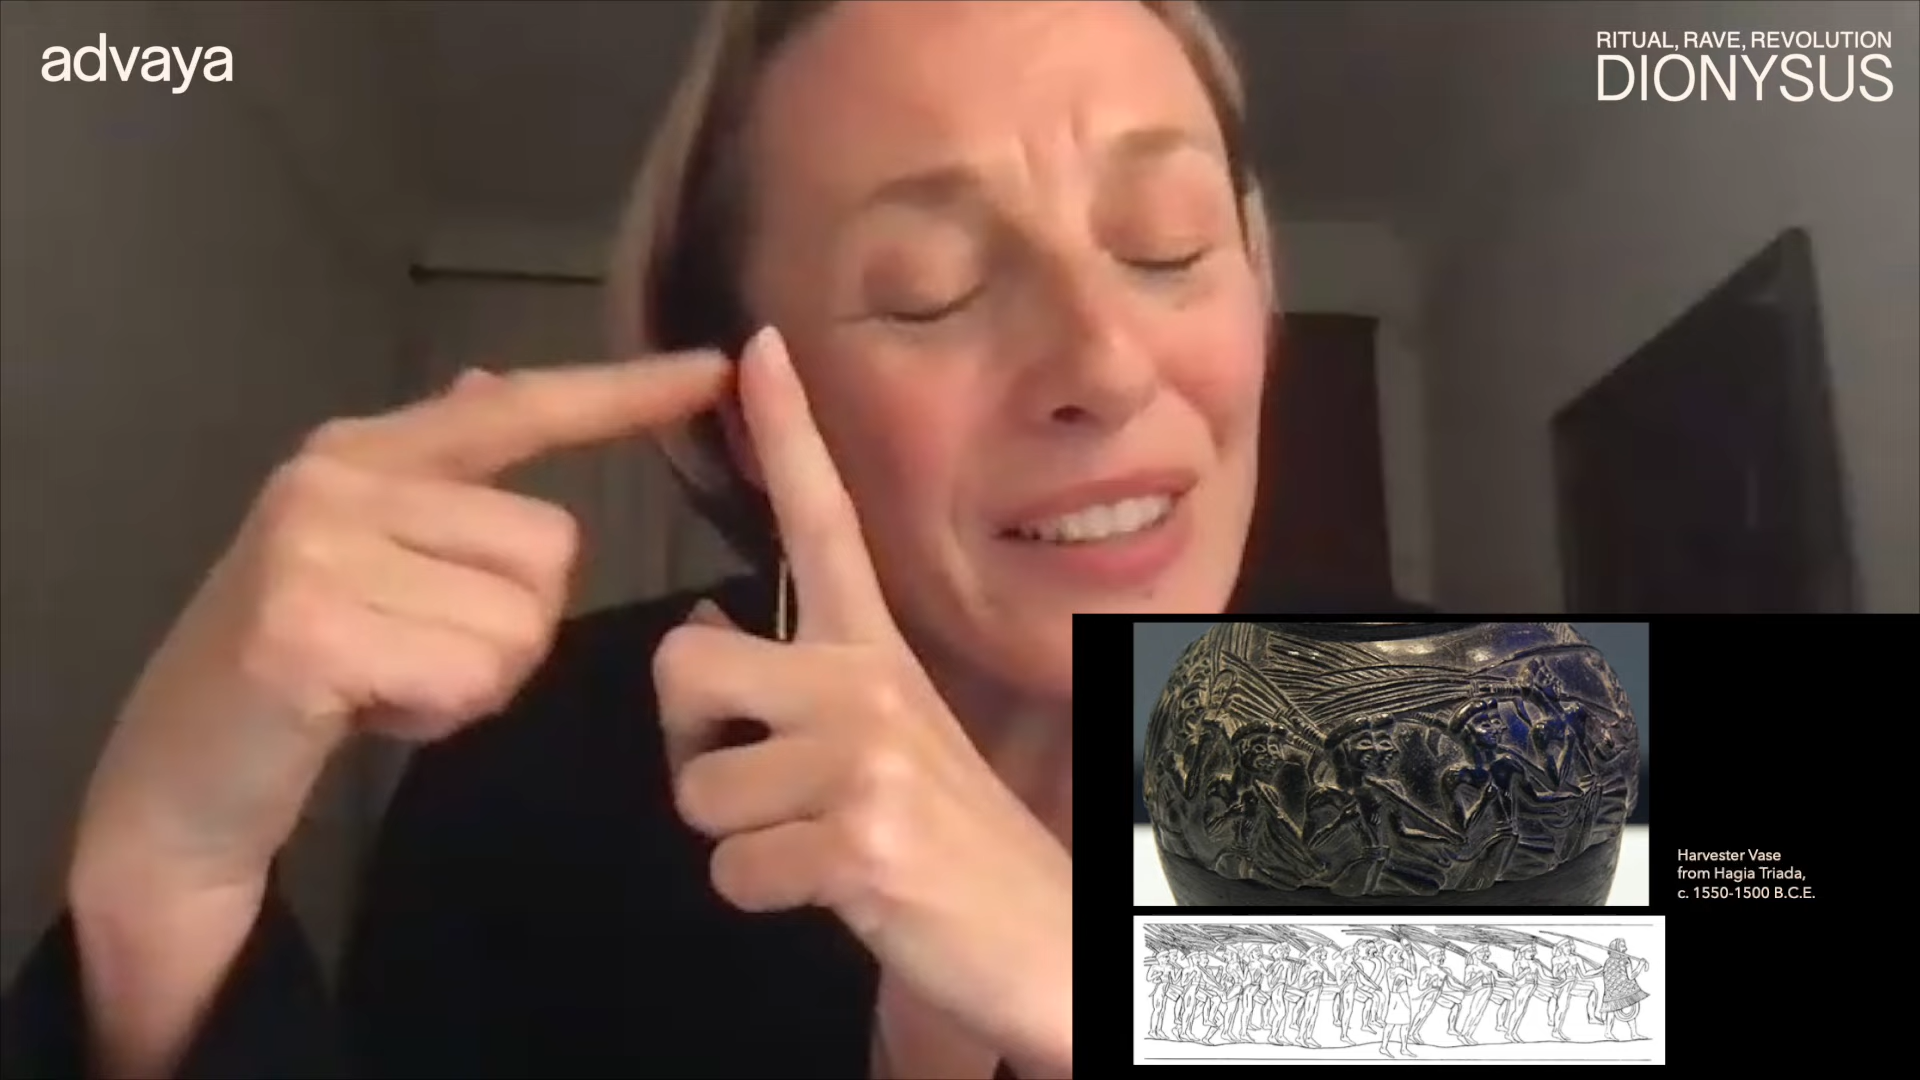 advaya
RITUAL, RAVE, REVOLUTION
DIONYSUS
Harvester Vase
from Hagia Triada,
c. 1550-1500 B.C.E.